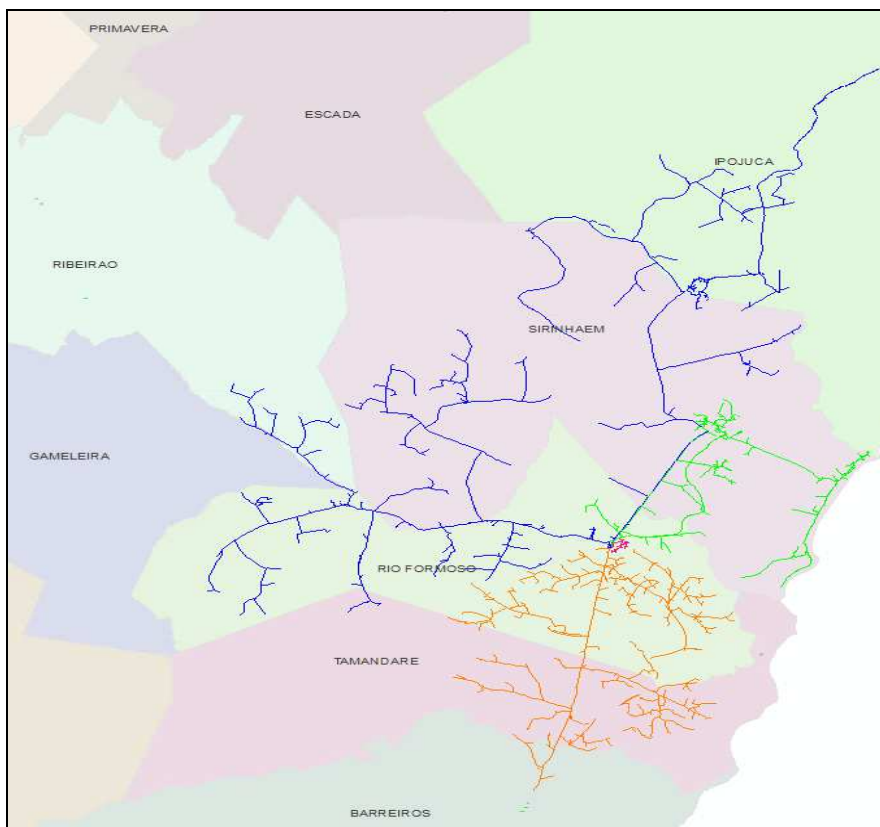 PRIMAVERA
ESCADA
IPOJUCA
RIBEIRAO
SIRINHAEM
GAMELEIRA
RIO FORMOSO
TAMANDARE
BARREIROS